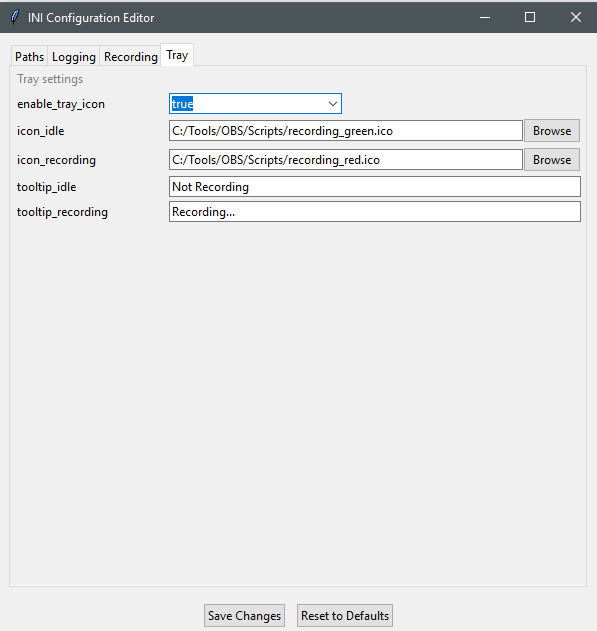 INI Configuration Editor
Paths Logging Recording Tray
Tray settings
enable_tray_icon true
icon_idle C:/Tools/OBS/Scripts/recording_green.ico Browse
icon_recording C:/Tools/OBS/Scripts/recording_red.ico Browse
tooltip_idle Not Recording
tooltip_recording Recording...
Save Changes Reset to Defaults